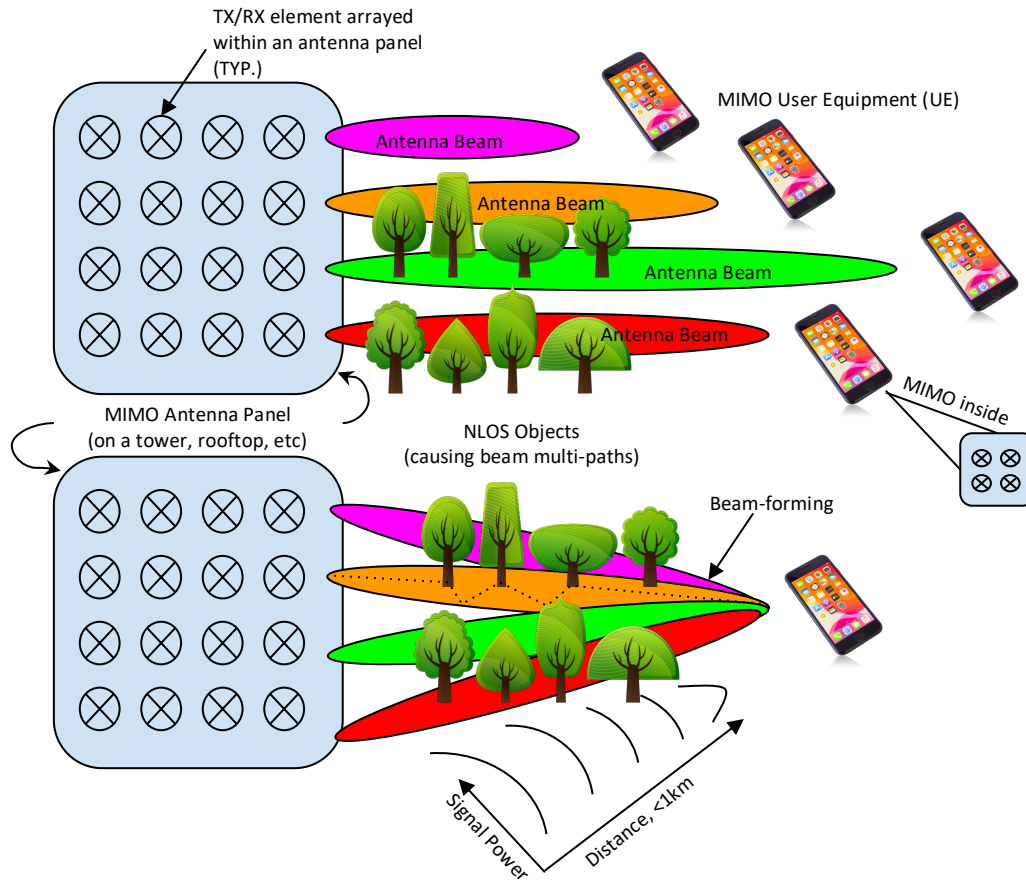 TX/RX element arrayed
within an antenna panel
(TYP.)
MIMO User Equipment (UE)
Antenna Beam
Antenna Beam
Antenna Beam
Antenna Beam
MIMO inside
MIMO Antenna Panel
(on a tower, rooftop, etc)
NLOS Objects
(causing beam multi-paths)
Beam-forming
Signal Power
Distance, <1km